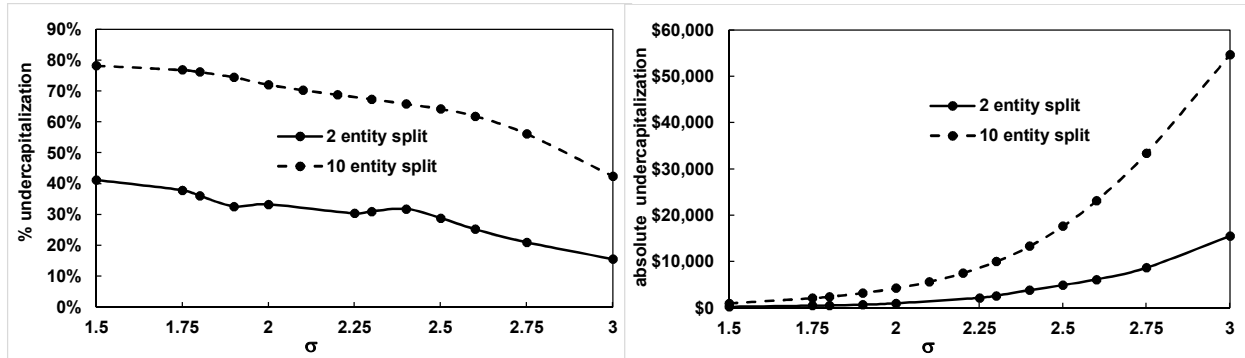 90%
80%
70%
60%
50%
40%
30%
20%
10%
0%
% undercapitalization
2 entity split
10 entity split
1.5 1.75 2 2.25 2.5 2.75 3
σ
$60,000
$50,000
$40,000
$30,000
$20,000
$10,000
$0
absolute undercapitalization
2 entity split
10 entity split
1.5 1.75 2 2.25 2.5 2.75 3
σ